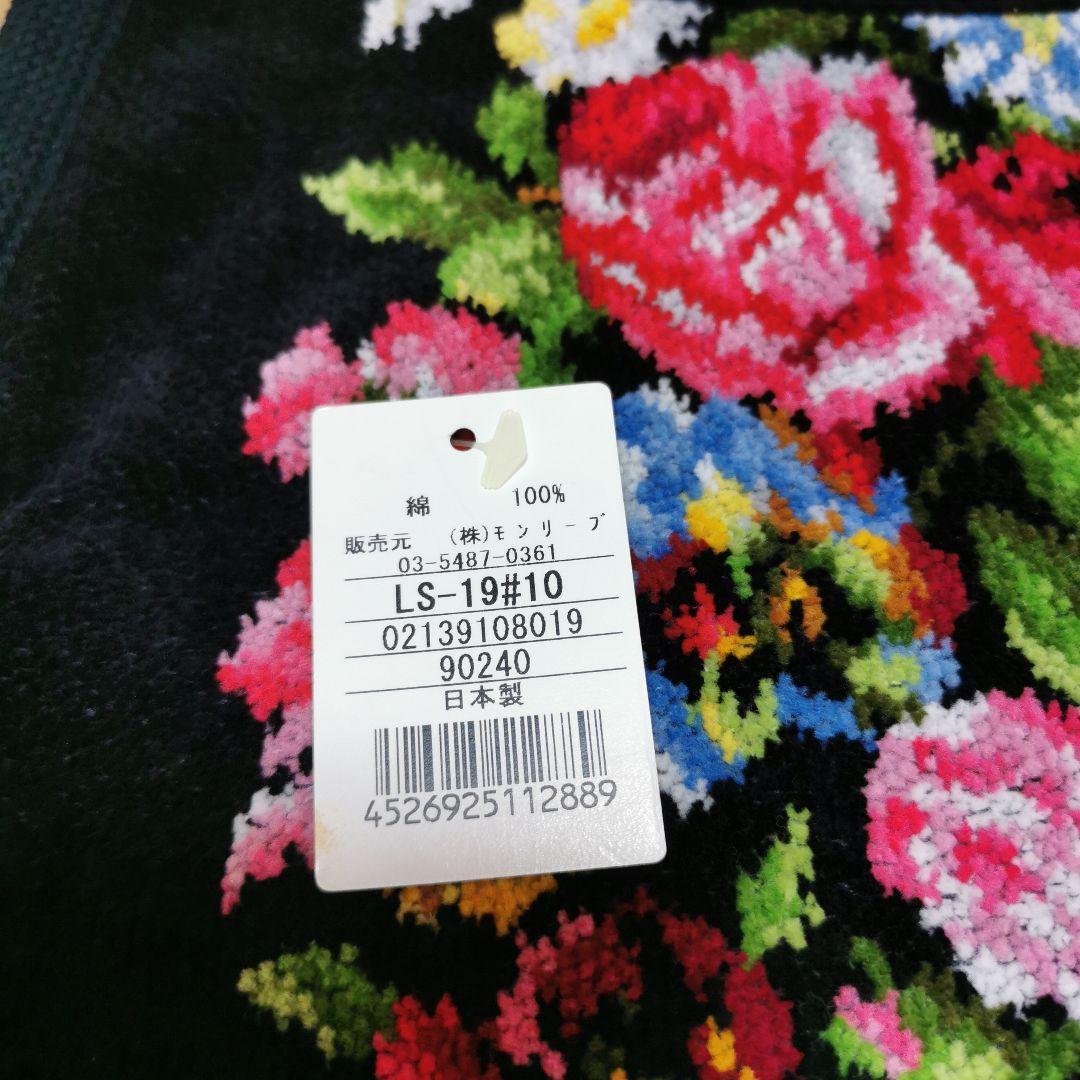 綿 100%
販売元 (株)モンリーブ
03-5487-0361
LS-19#10
02139108019
90240
日本製
4526925112889